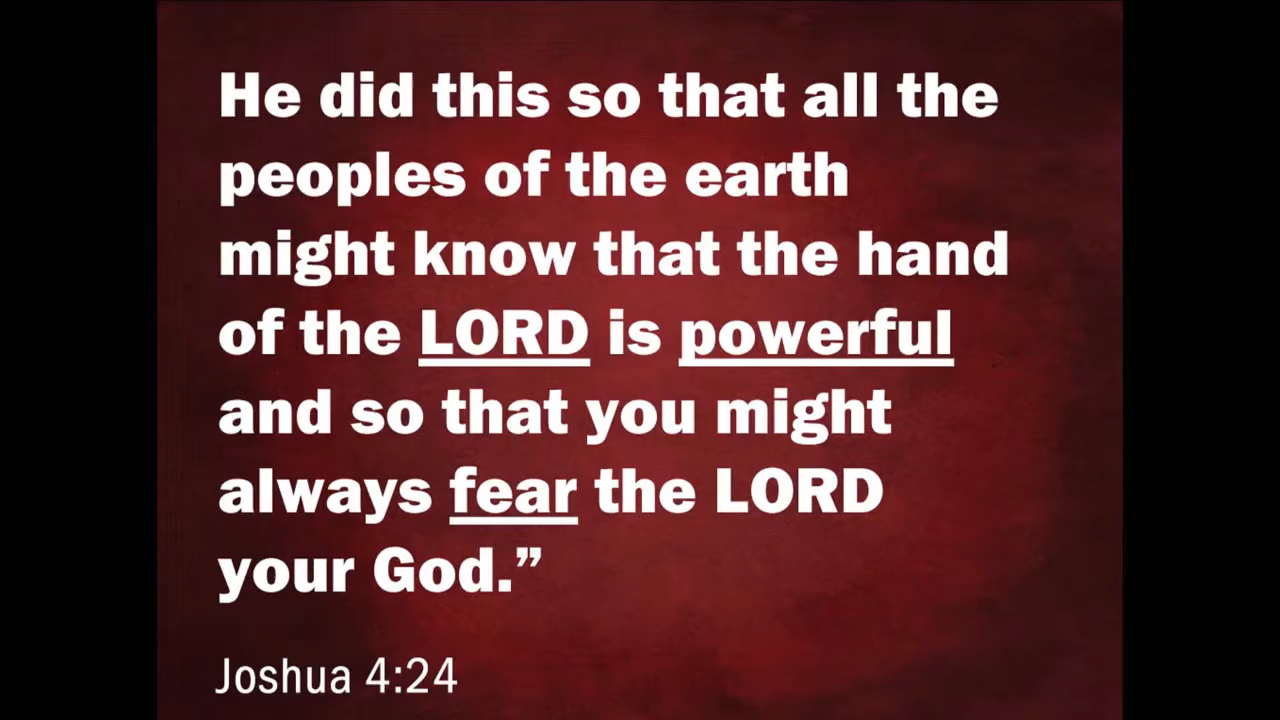 He did this so that all the
peoples of the earth
might know that the hand
of the LORD is powerful
and so that you might
always fear the LORD
your God.”
Joshua 4:24